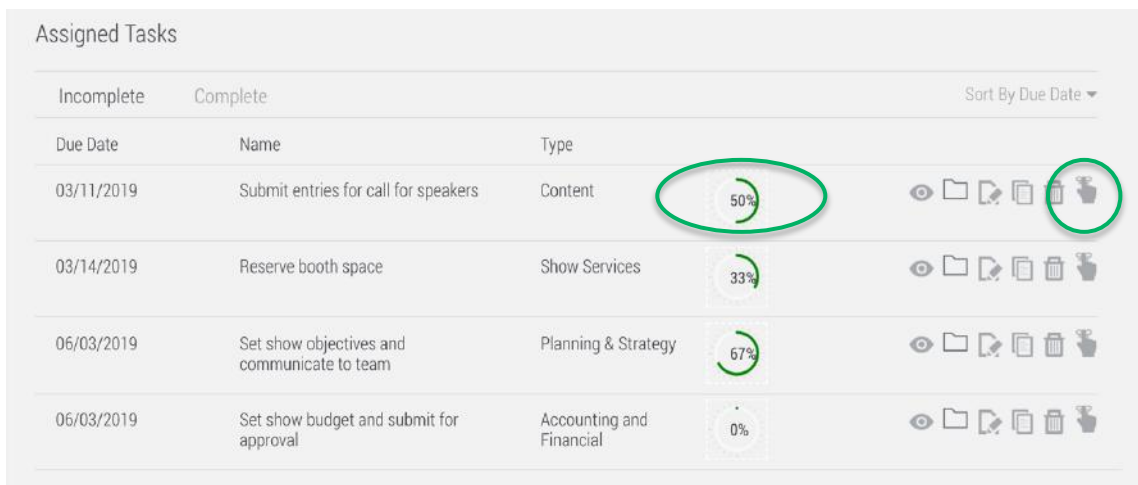 Assigned Tasks
Incomplete Complete Sort By Due Date
Due Date Name Type
03/11/2019 Submit entries for call for speakers Content 50%
03/14/2019 Reserve booth space Show Services 33%
06/03/2019 Set show objectives and Planning & Strategy 67%
communicate to team
06/03/2019 Set show budget and submit for Accounting and 0%
approval Financial